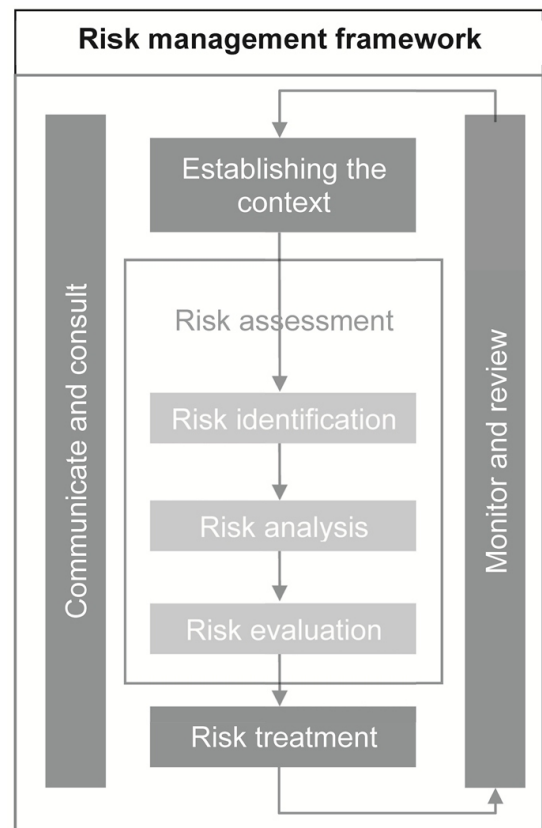 Risk management framework
Establishing the
context
Communicate and consult
Risk assessment
Risk identification
Risk analysis
Risk evaluation
Monitor and review
Risk treatment